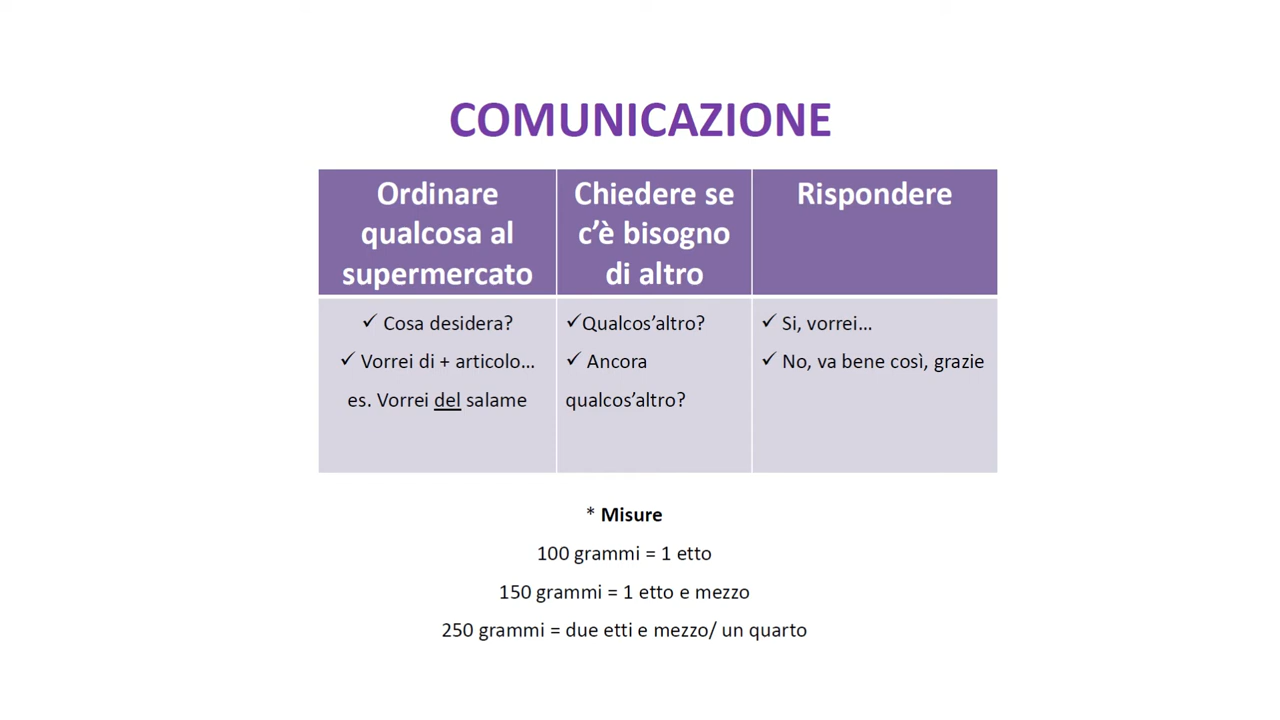 COMUNICAZIONE
Ordinare
qualcosa al
supermercato
Chiedere se
c’è bisogno
di altro
Rispondere
✓ Cosa desidera?
✓ Vorrei di + articolo…
es. Vorrei del salame
✓Qualcos’altro?
✓ Ancora
qualcos’altro?
✓ Si, vorrei…
✓ No, va bene così, grazie
* Misure
100 grammi = 1 etto
150 grammi = 1 etto e mezzo
250 grammi = due etti e mezzo/ un quarto